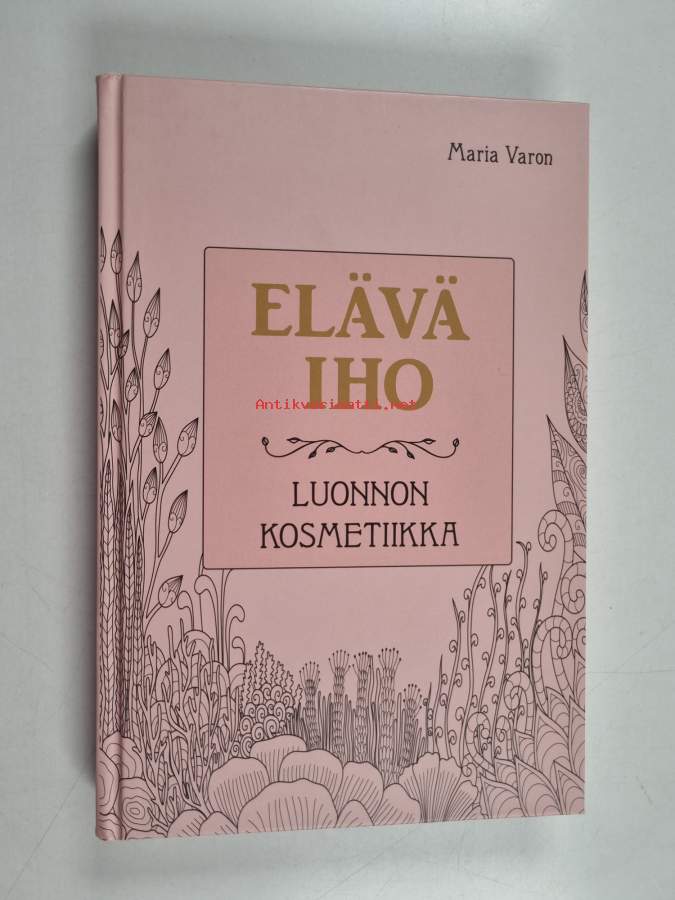 Maria Varon
ELÄVÄ
IHO
Antikvariaatti.net
LUONNON
KOSMETIIKKA